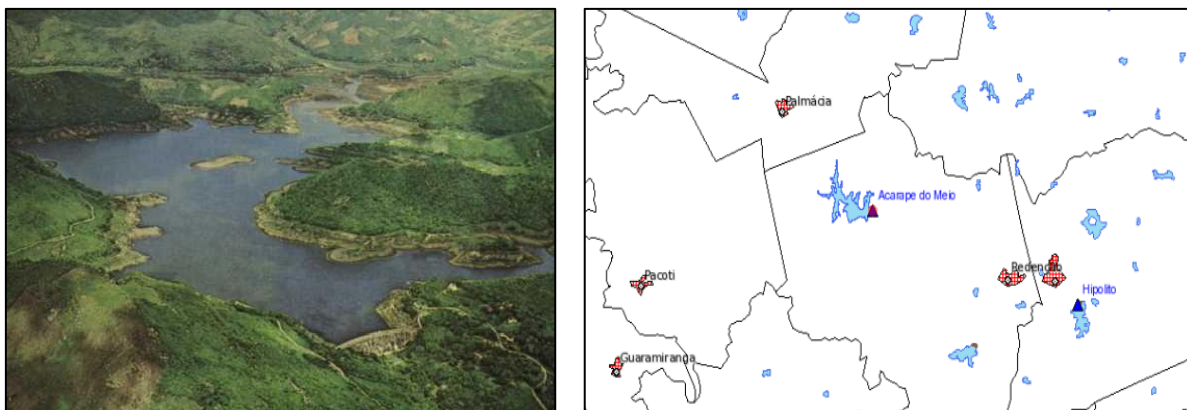 Palmácia
Acarape do Meio
Pacoti
Redenção
Hipolito
Guaramiranga